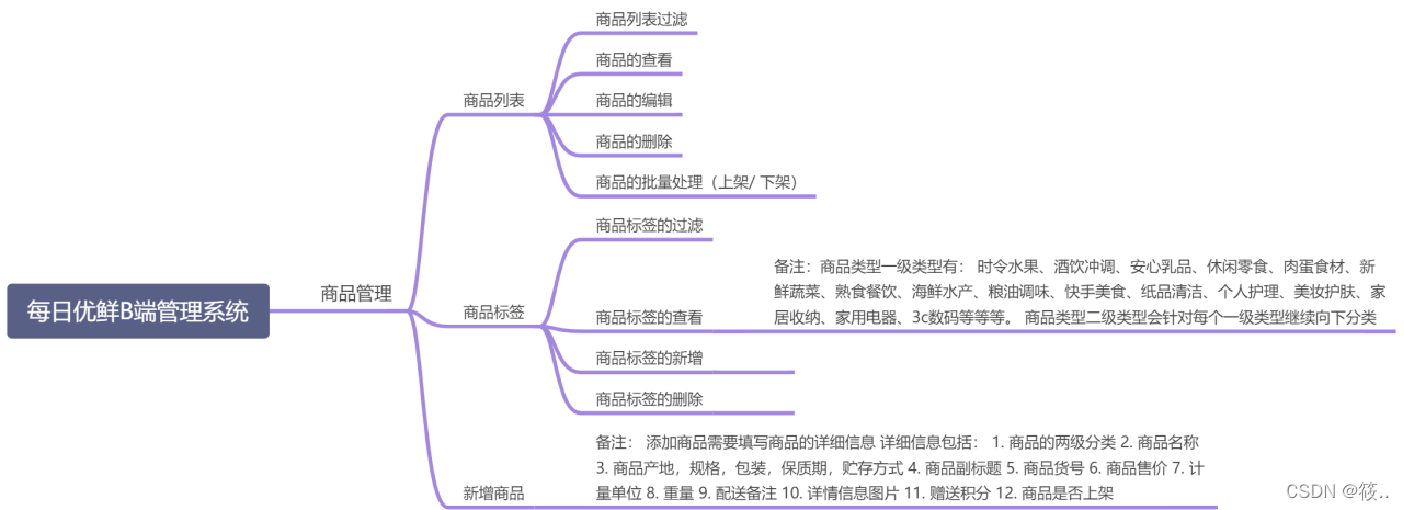 每日优鲜B端管理系统
商品管理
商品列表
商品列表过滤
商品的查看
商品的编辑
商品的删除
商品的批量处理（上架/ 下架）
商品标签
商品标签的过滤
商品标签的查看
备注：商品类型一级类型有： 时令水果、酒饮冲调、安心乳品、休闲零食、肉蛋食材、新
鲜蔬菜、熟食餐饮、海鲜水产、粮油调味、快手美食、纸品清洁、个人护理、美妆护肤、家
居收纳、家用电器、3c数码等等等。 商品类型二级类型会针对每个一级类型继续向下分类
商品标签的新增
商品标签的删除
新增商品
备注： 添加商品需要填写商品的详细信息 详细信息包括： 1. 商品的两级分类 2. 商品名称
3. 商品产地，规格，包装，保质期，贮存方式 4. 商品副标题 5. 商品货号 6. 商品售价 7. 计
量单位 8. 重量 9. 配送备注 10. 详情信息图片 11. 赠送积分 12. 商品是否上架
CSDN @筱..